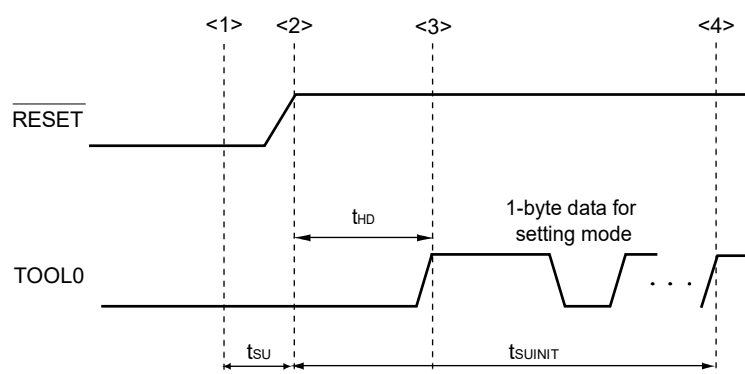 <1> <2> <3> <4>
RESET
tHD
1-byte data for
setting mode
TOOL0
. . .
tSU
tSUINIT